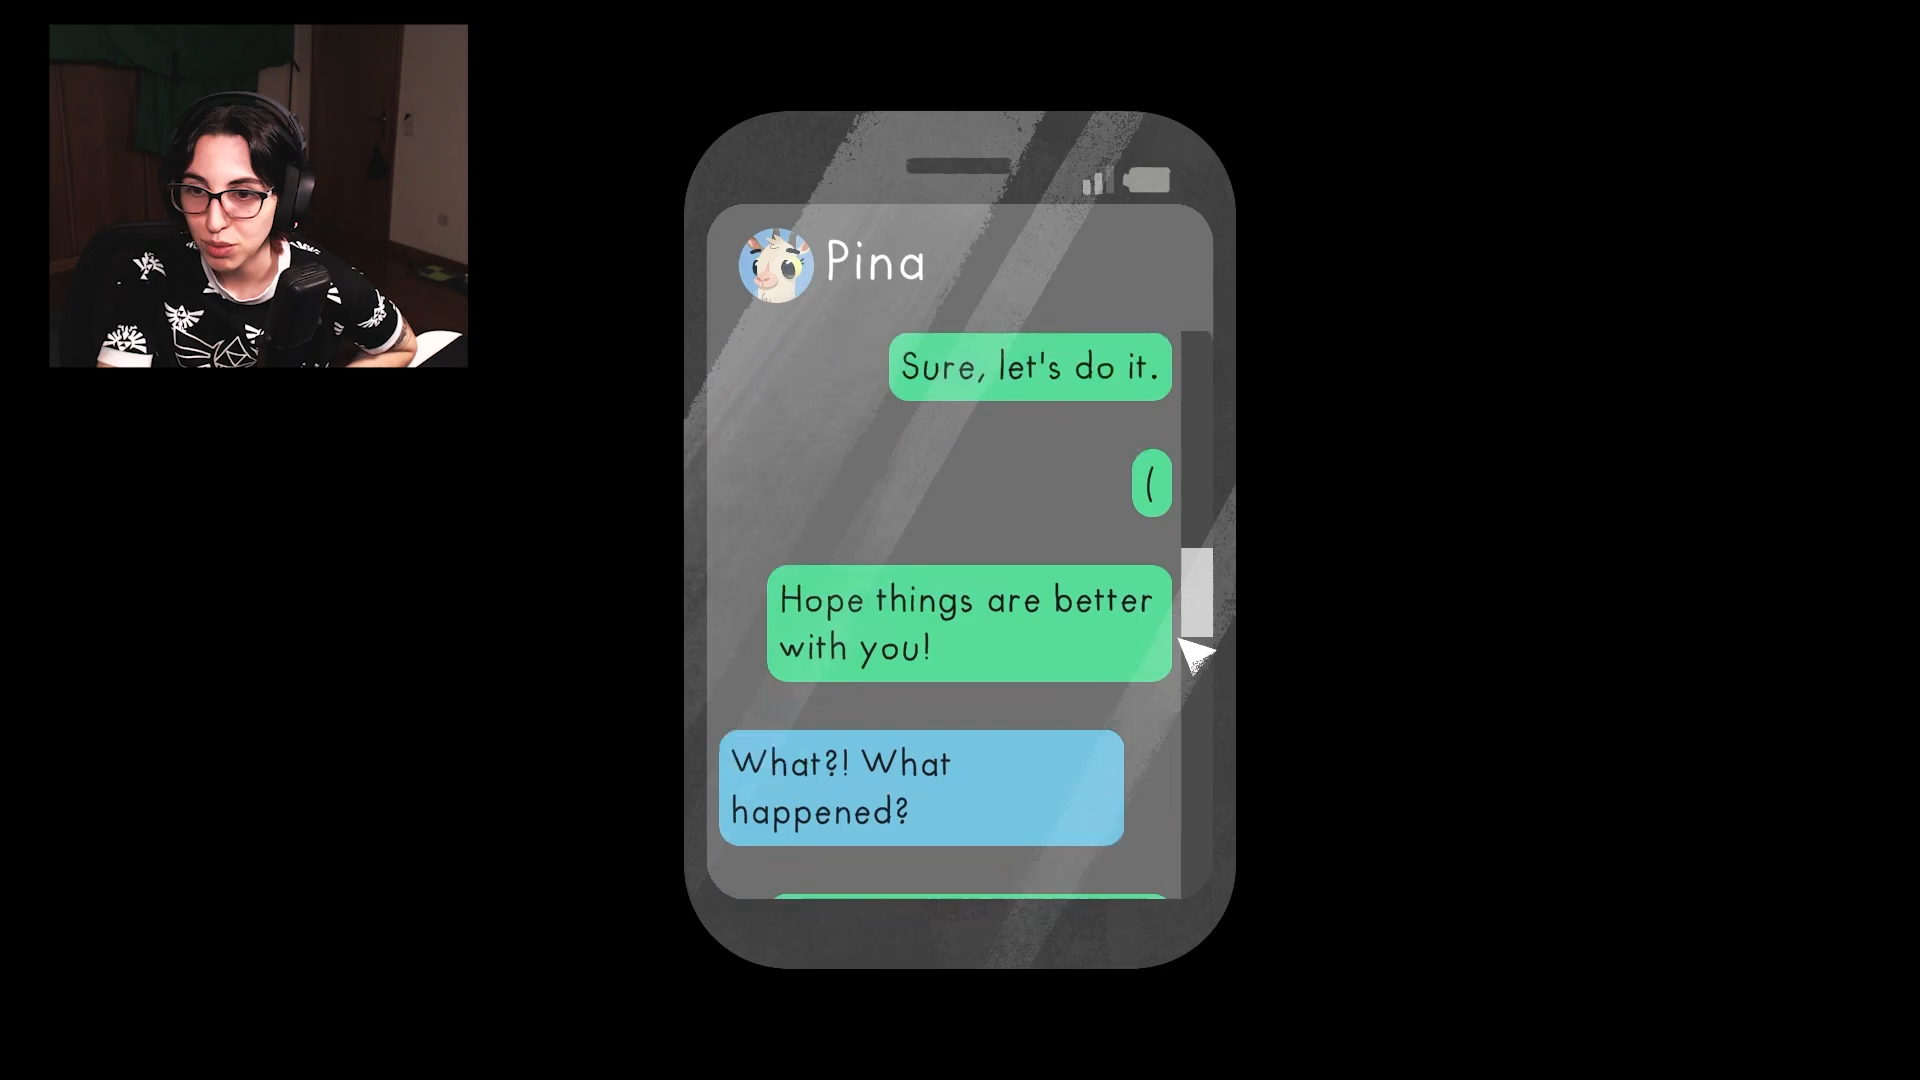 Pina
Sure, let's do it.
(
Hope things are better
with you!
What?! What
happened?